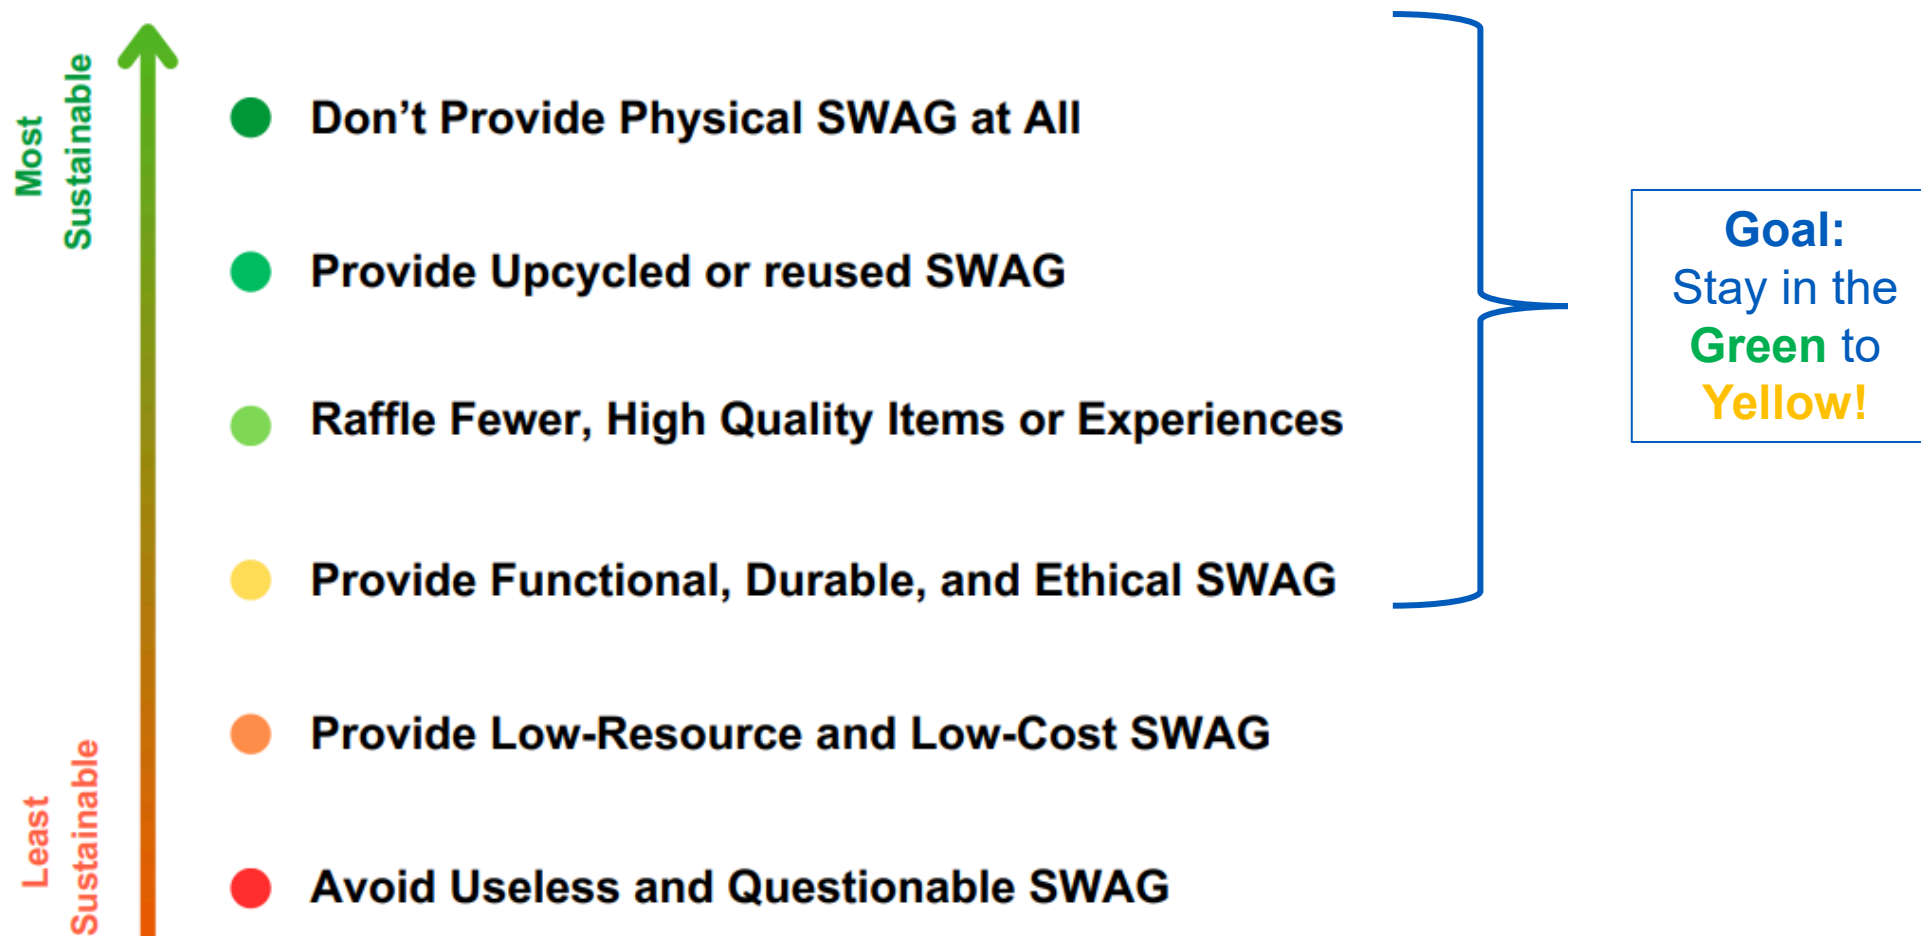 Most
Sustainable
Don’t Provide Physical SWAG at All
Provide Upcycled or reused SWAG
Raffle Fewer, High Quality Items or Experiences
Provide Functional, Durable, and Ethical SWAG
Provide Low-Resource and Low-Cost SWAG
Avoid Useless and Questionable SWAG
Least
Sustainable
Goal:
Stay in the
Green to
Yellow!